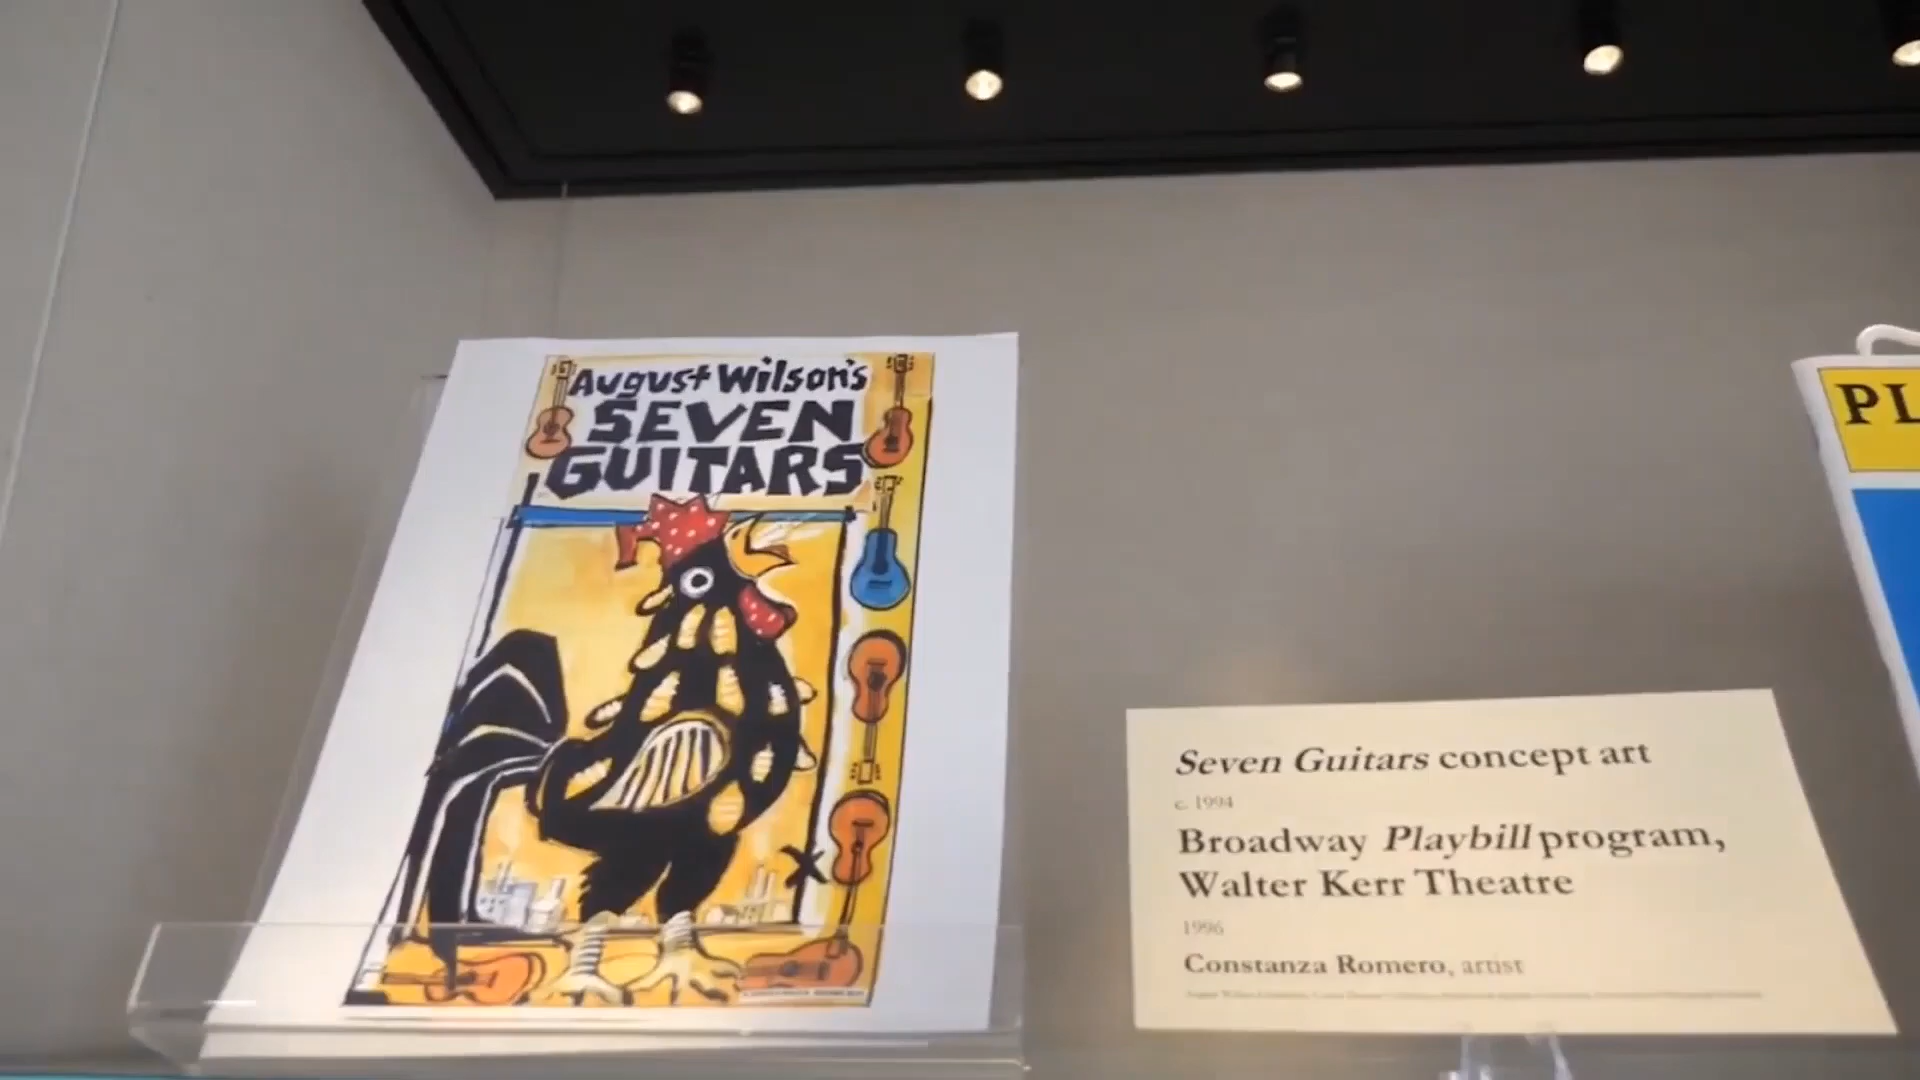 August Wilson's
SEVEN
GUITARS
PL
Seven Guitars concept art
c. 1994
Broadway Playbill program,
Walter Kerr Theatre
1996
Constanza Romero, artist